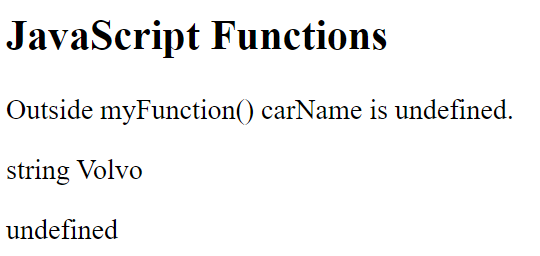 JavaScript Functions
Outside myFunction() carName is undefined.
string Volvo
undefined